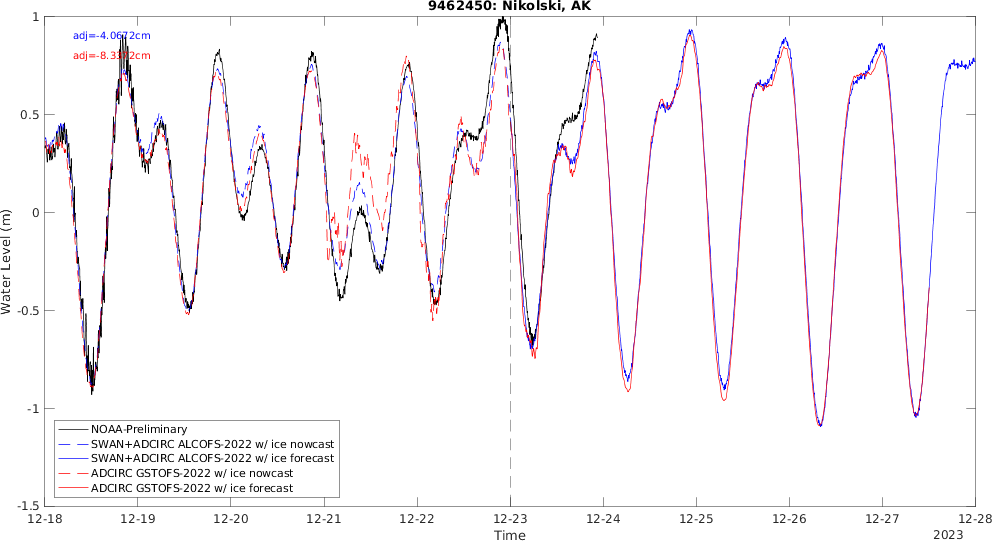 9462450: Nikolski, AK
adj=-4.0672cm
1
0.5
0
-0.5
-1
-1.5
Water Level (m)
NOAA-Preliminary
SWAN+ADCIRC ALCOFS-2022 w/ ice nowcast
SWAN+ADCIRC ALCOFS-2022 w/ ice forecast
ADCIRC GSTOFS-2022 w/ ice nowcast
ADCIRC GSTOFS-2022 w/ ice forecast
12-18 12-19 12-20 12-21 12-22 12-23 12-24 12-25 12-26 12-27 12-28
Time
2023